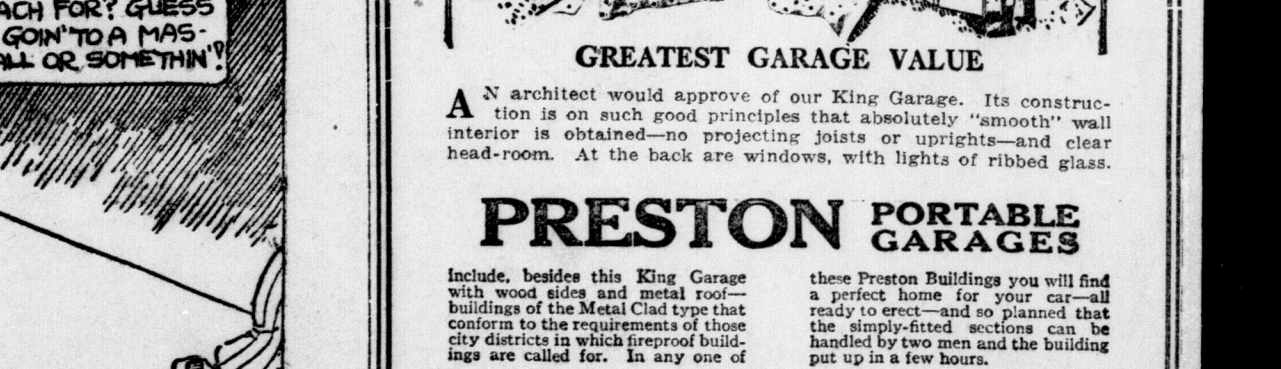 ACH FOR? GUESS
GOIN' TO A MAS-
ALL OR SOMETHIN'!
GREATEST GARAGE VALUE
AN architect would approve of our King Garage. Its construc-
tion is on such good principles that absolutely "smooth" wall
interior is obtained—no projecting joists or uprights—and clear
head-room. At the back are windows, with lights of ribbed glass.
PRESTON PORTABLE
GARAGES
Include, besides this King Garage
with wood sides and metal roof—
buildings of the Metal Clad type that
conform to the requirements of those
city districts in which fireproof build-
ings are called for. In any one of
these Preston Buildings you will find
a perfect home for your car—all
ready to erect—and so planned that
the simply-fitted sections can be
handled by two men and the building
put up in a few hours.